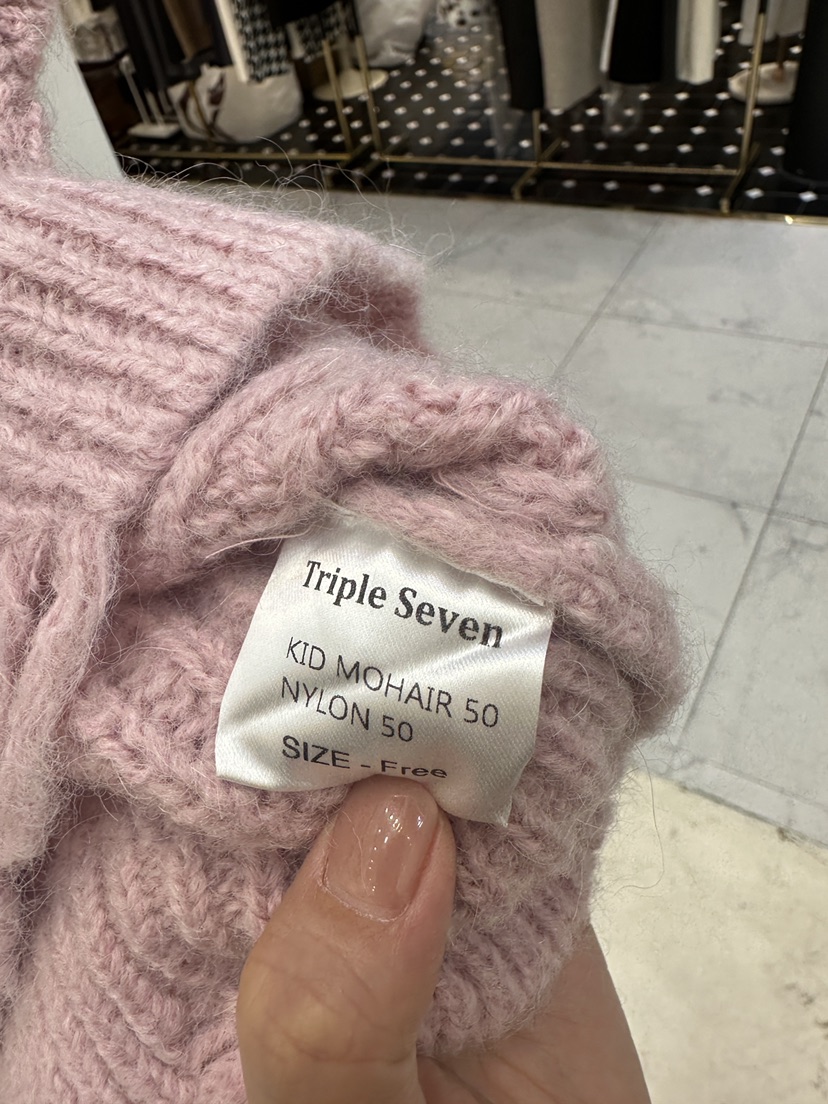 Triple Seven
KID MOHAIR 50
NYLON 50
SIZE - Free